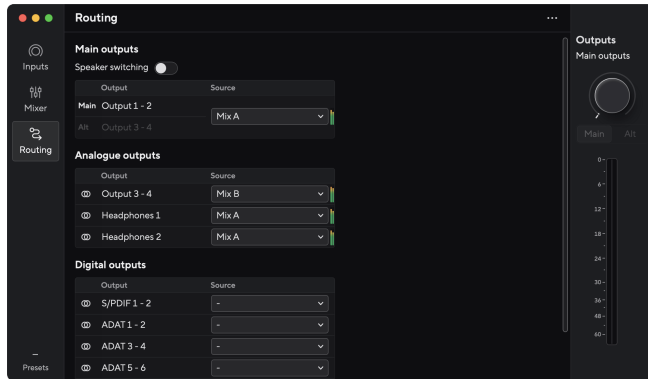 Routing
...
Inputs
Mixer
Routing
Presets
Main outputs
Speaker switching
Output Source
Main Output 1 - 2
Mix A
Alt Output 3 - 4
Analogue outputs
Output Source
Output 3 - 4 Mix B
Headphones 1 Mix A
Headphones 2 Mix A
Digital outputs
Output Source
S/PDIF 1 - 2 -
ADAT 1 - 2 -
ADAT 3 - 4 -
ADAT 5 - 6 -
Outputs
Main outputs
Main Alt
0
6
12
18
24
30
36
48
60